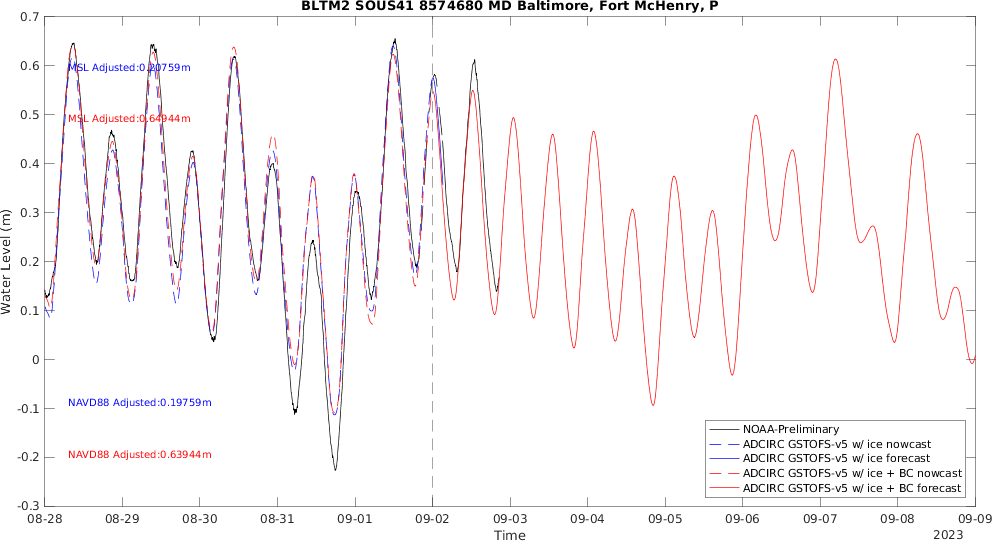 BLTM2 SOUS41 8574680 MD Baltimore, Fort McHenry, P
0.7
0.6
0.5
0.4
0.3
0.2
0.1
0
-0.1
-0.2
-0.3
Water Level (m)
MSL Adjusted:0.20759m
MSL Adjusted:0.64944m
NAVD88 Adjusted:0.19759m
NAVD88 Adjusted:0.63944m
NOAA-Preliminary
ADCIRC GSTOFS-v5 w/ ice nowcast
ADCIRC GSTOFS-v5 w/ ice forecast
ADCIRC GSTOFS-v5 w/ ice + BC nowcast
ADCIRC GSTOFS-v5 w/ ice + BC forecast
08-28 08-29 08-30 08-31 09-01 09-02 09-03 09-04 09-05 09-06 09-07 09-08 09-09
Time
2023